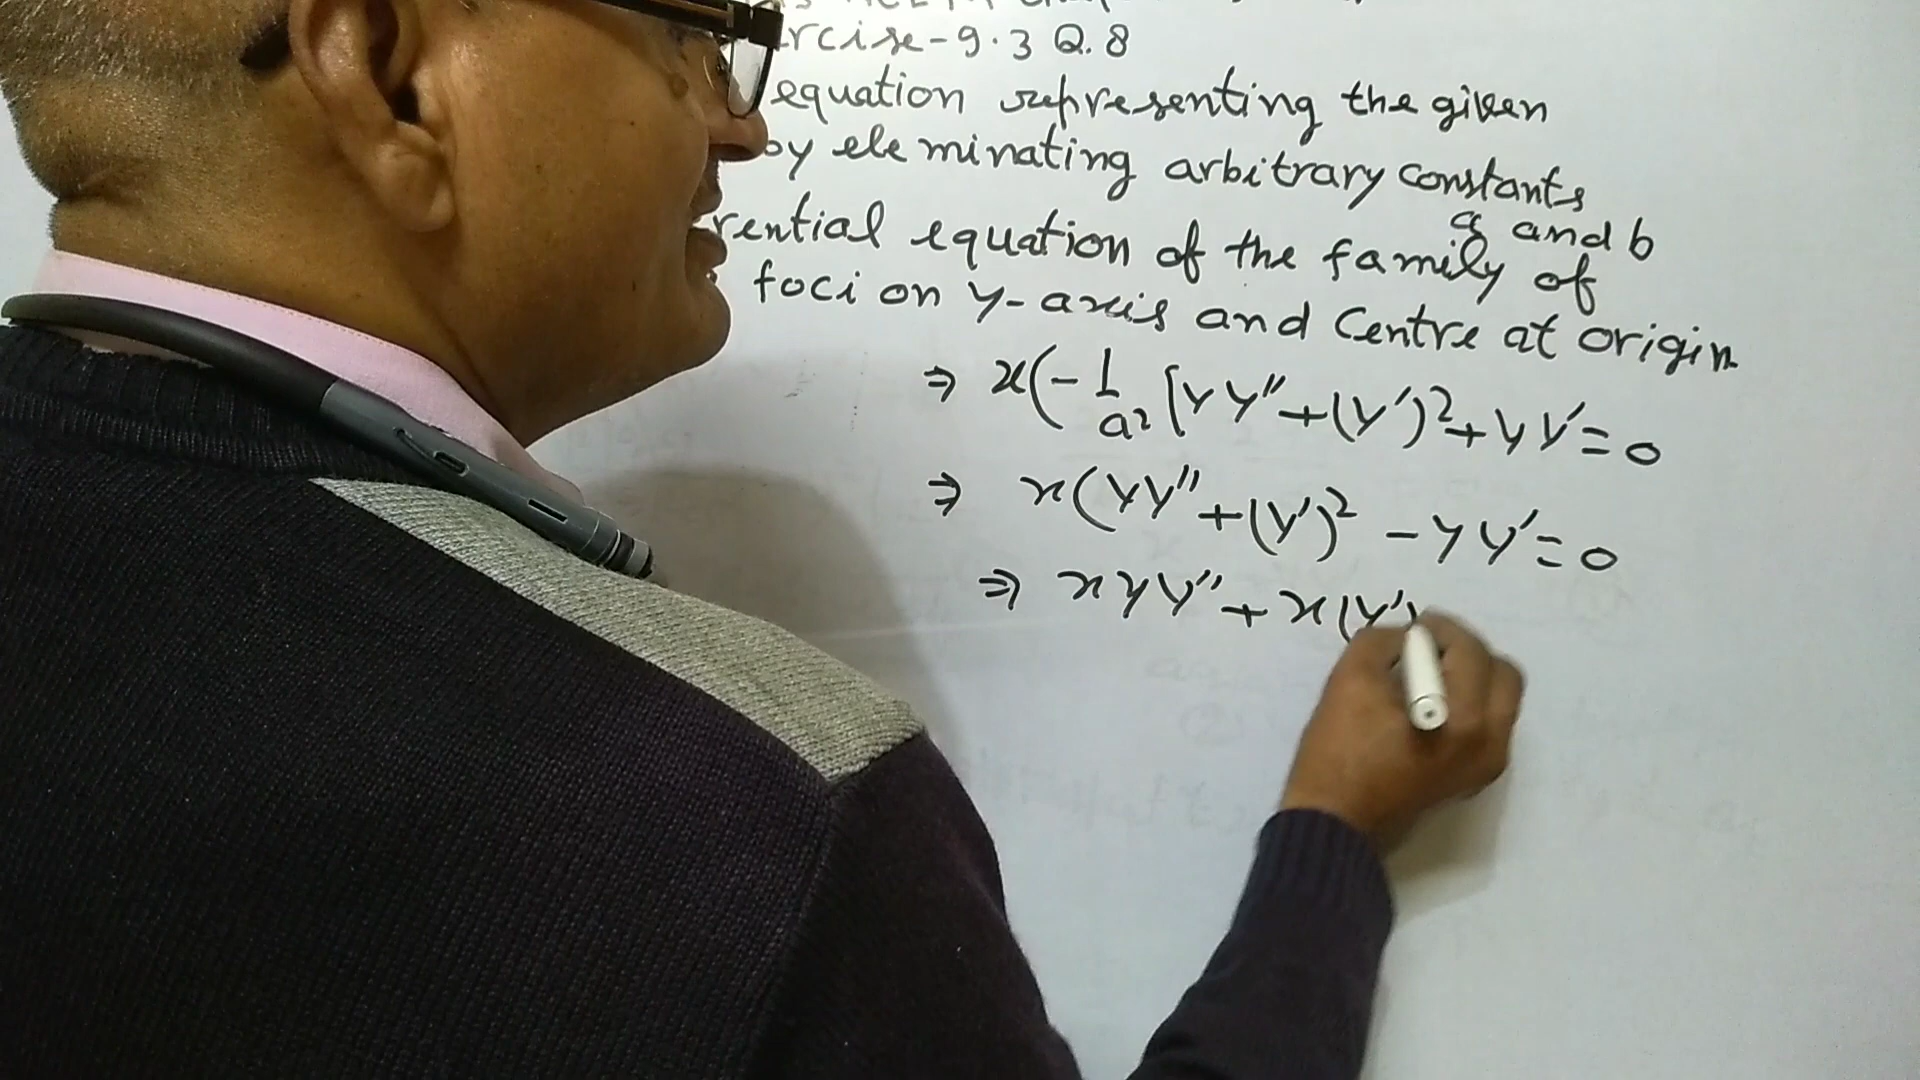 rcise-9.3 Q.8
equation representing the given
by eleminating arbitrary constants
a and b
rential equation of the family of
foci on y-axis and Centre at origin
⇒ x(-1/a² [yy''+(y')²+yy'=0
⇒ x(yy''+(y')² -yy'=0
⇒ xyy''+x(y')